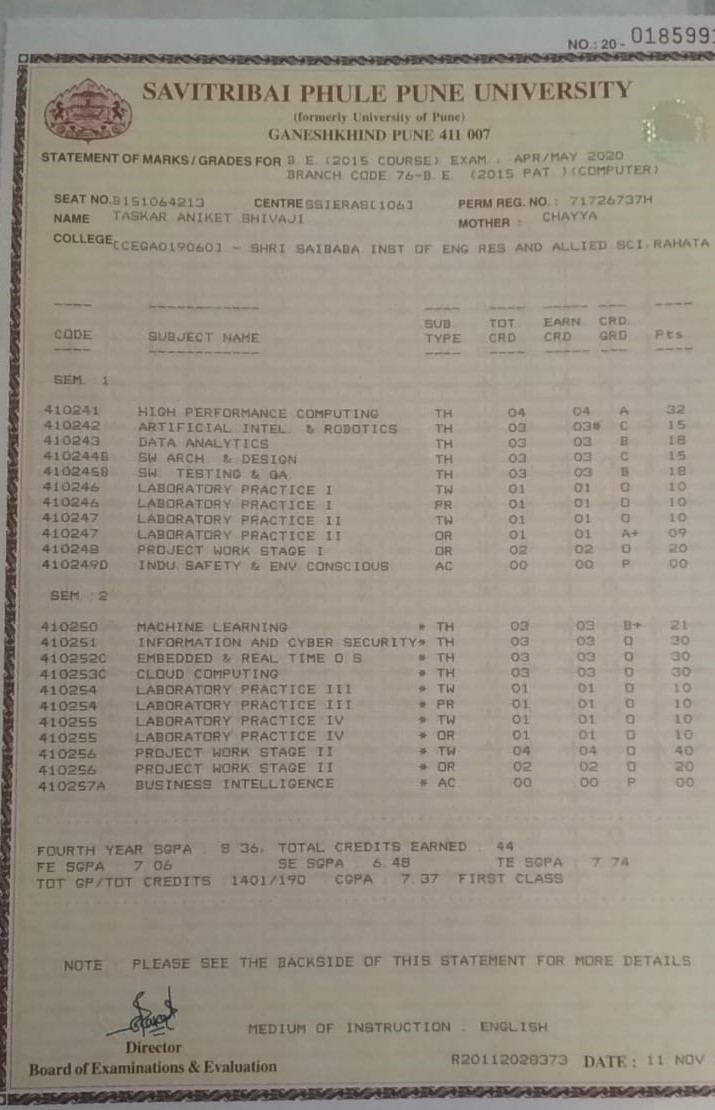 NO.: 20 - 0185991
SAVITRIBAI PHULE PUNE UNIVERSITY
(formerly University of Pune)
GANESHKHIND PUNE 411 007
STATEMENT OF MARKS/GRADES FOR B.E.(2015 COURSE) EXAM., APR/MAY 2020
BRANCH CODE 76-B.E. (2015 PAT.)(COMPUTER)
SEAT NO.B151064213 CENTRE SSIERAS[106] PERM REG. NO.: 71726737H
NAME TASKAR ANIKET SHIVAJI MOTHER : CHAYYA
COLLEGE [CEGA019060] - SHRI SAIBABA INST OF ENG RES AND ALLIED SCI,RAHATA
SUB. TOT. EARN. CRD.
CODE SUBJECT NAME TYPE CRD CRD GRD Pts
SEM. : 1
410241 HIGH PERFORMANCE COMPUTING TH 04 04 A 32
410242 ARTIFICIAL INTEL. & ROBOTICS TH 03 03# C 15
410243 DATA ANALYTICS TH 03 03 B 18
410244B SW ARCH. & DESIGN TH 03 03 C 15
410245B SW. TESTING & QA TH 03 03 B 18
410246 LABORATORY PRACTICE I TW 01 01 O 10
410246 LABORATORY PRACTICE I PR 01 01 O 10
410247 LABORATORY PRACTICE II TW 01 01 O 10
410247 LABORATORY PRACTICE II OR 01 01 A+ 09
410248 PROJECT WORK STAGE I OR 02 02 O 20
410249D INDU.SAFETY & ENV CONSCIOUS AC 00 00 P 00
SEM. : 2
410250 MACHINE LEARNING * TH 03 03 B+ 21
410251 INFORMATION AND CYBER SECURITY* TH 03 03 O 30
410252C EMBEDDED & REAL TIME O S * TH 03 03 O 30
410253C CLOUD COMPUTING * TH 03 03 O 30
410254 LABORATORY PRACTICE III * TW 01 01 O 10
410254 LABORATORY PRACTICE III * PR 01 01 O 10
410255 LABORATORY PRACTICE IV * TW 01 01 O 10
410255 LABORATORY PRACTICE IV * OR 01 01 O 10
410256 PROJECT WORK STAGE II * TW 04 04 O 40
410256 PROJECT WORK STAGE II * OR 02 02 O 20
410257A BUSINESS INTELLIGENCE * AC 00 00 P 00
FOURTH YEAR SGPA : 8.36, TOTAL CREDITS EARNED : 44
FE SGPA : 7.06 SE SGPA : 6.48 TE SGPA : 7.74
TOT GP/TOT CREDITS :1401/190 CGPA : 7.37 FIRST CLASS
NOTE : PLEASE SEE THE BACKSIDE OF THIS STATEMENT FOR MORE DETAILS.
MEDIUM OF INSTRUCTION : ENGLISH
Director
Board of Examinations & Evaluation
R20112028373 DATE : 11 NOV